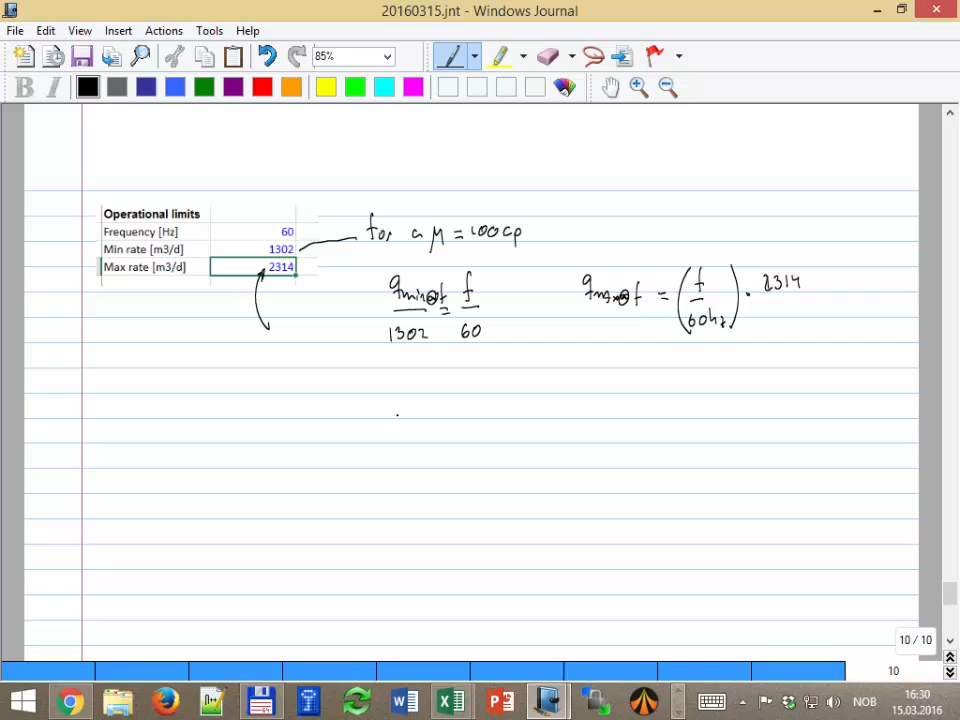 20160315.jnt - Windows Journal
File Edit View Insert Actions Tools Help
85%
B I
Operational limits
Frequency [Hz] 60
Min rate [m3/d] 1302
Max rate [m3/d] 2314
for a μ = 100 cp
qmin@f = f
1302 60
qmax@f = (f / 60hz) · 2314
10 / 10
10
NOB
16:30
15.03.2016